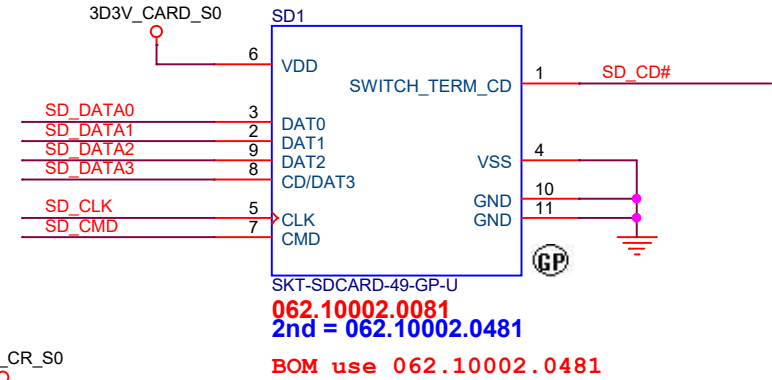 3D3V_CARD_S0
SD1
6
VDD
SWITCH_TERM_CD
1
SD_CD#
SD_DATA0
3
DAT0
SD_DATA1
2
DAT1
SD_DATA2
9
DAT2
SD_DATA3
8
CD/DAT3
VSS
4
GND
10
GND
11
SD_CLK
5
CLK
SD_CMD
7
CMD
GP
SKT-SDCARD-49-GP-U
062.10002.0081
2nd = 062.10002.0481
_CR_S0
BOM use 062.10002.0481